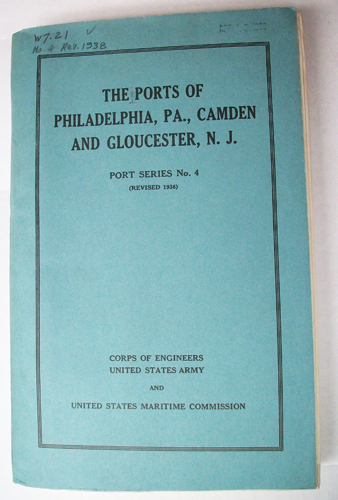 W7.21
No. 4 Rev. 1938
THE PORTS OF
PHILADELPHIA, PA., CAMDEN
AND GLOUCESTER, N. J.
PORT SERIES No. 4
(REVISED 1938)
CORPS OF ENGINEERS
UNITED STATES ARMY
AND
UNITED STATES MARITIME COMMISSION